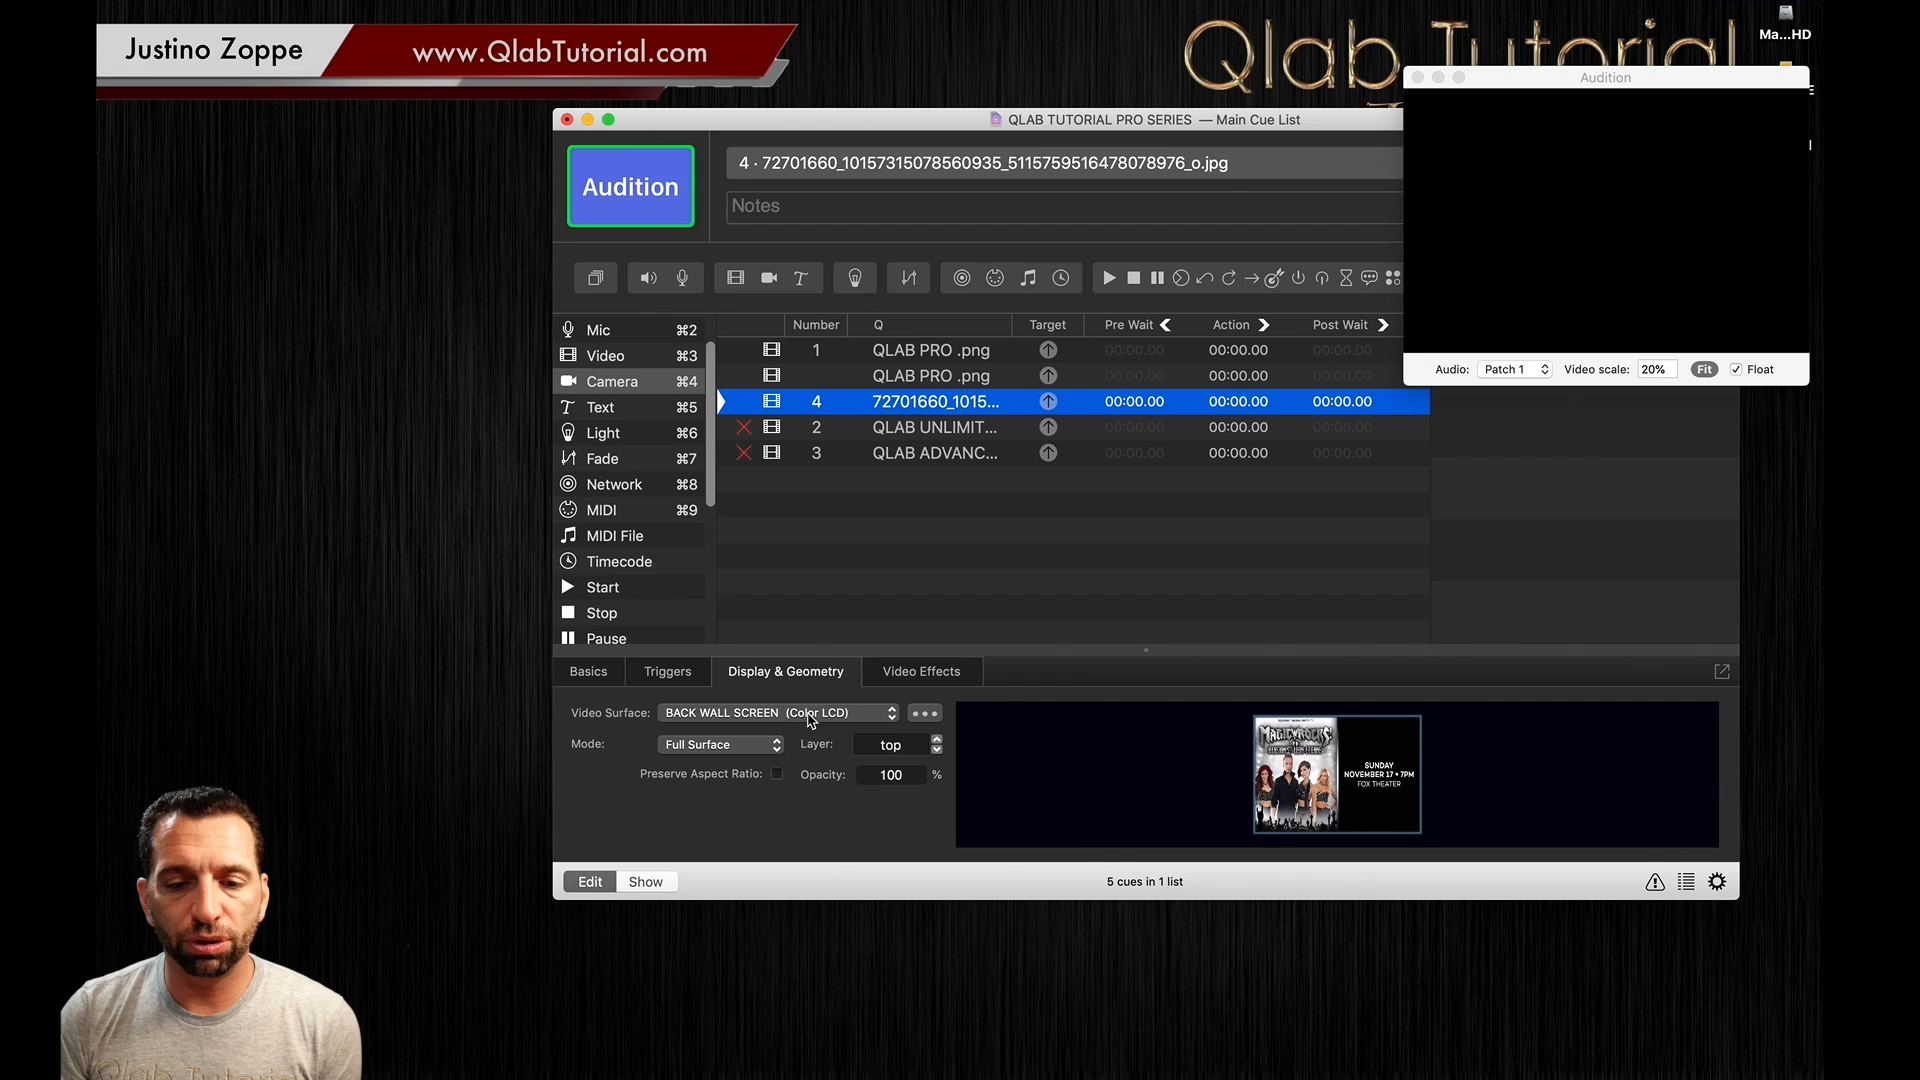 Justino Zoppe
www.QlabTutorial.com
Qlab Tutorial
Ma...HD
Audition
QLAB TUTORIAL PRO SERIES — Main Cue List
Audition
4 · 72701660_10157315078560935_5115759516478078976_o.jpg
Notes
Audio: Patch 1 Video scale: 20% Fit Float
Number Q Target Pre Wait Action Post Wait
Mic ⌘2
Video ⌘3
Camera ⌘4
Text ⌘5
Light ⌘6
Fade ⌘7
Network ⌘8
MIDI ⌘9
MIDI File
Timecode
Start
Stop
Pause
1 QLAB PRO .png 00:00.00 00:00.00 00:00.00
QLAB PRO .png 00:00.00 00:00.00 00:00.00
4 72701660_1015... 00:00.00 00:00.00 00:00.00
2 QLAB UNLIMIT... 00:00.00 00:00.00 00:00.00
3 QLAB ADVANC... 00:00.00 00:00.00 00:00.00
Basics Triggers Display & Geometry Video Effects
Video Surface: BACK WALL SCREEN (Color LCD)
Mode: Full Surface Layer: top
Preserve Aspect Ratio: Opacity: 100 %
MAGICROCKS!
SUNDAY
NOVEMBER 17 • 7PM
FOX THEATER
Edit Show 5 cues in 1 list
Qlab Tutorial